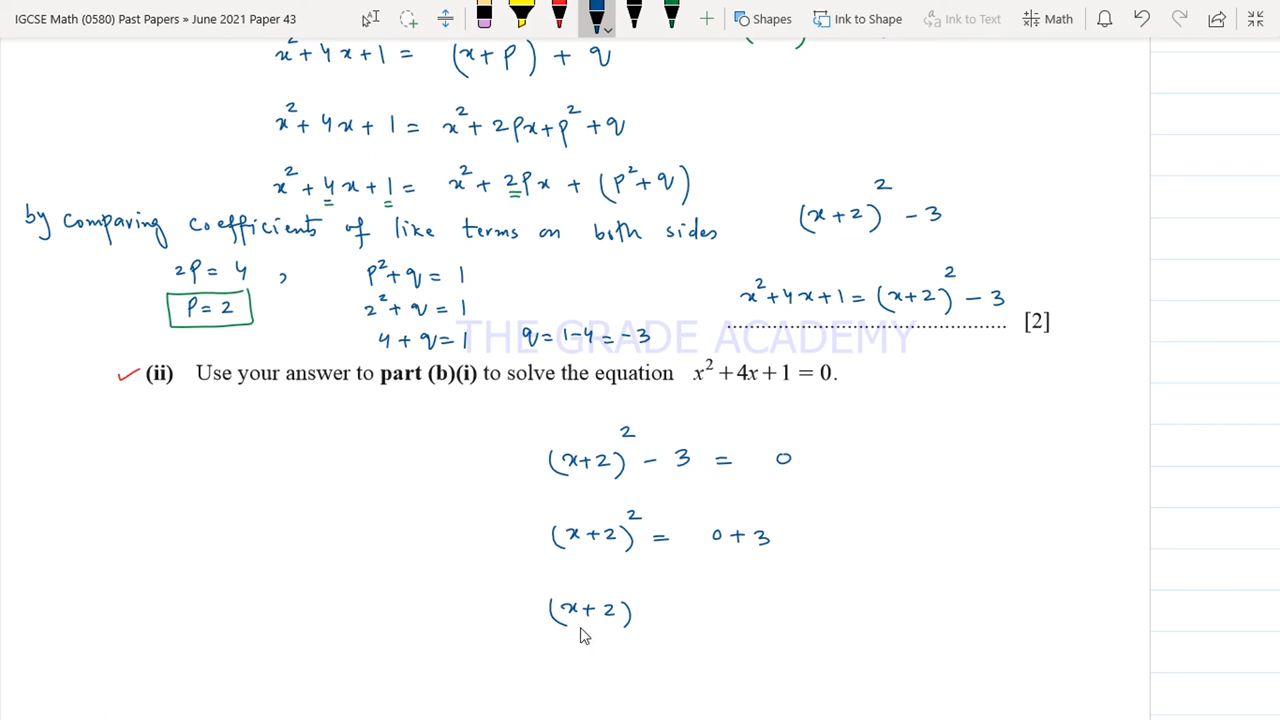 IGCSE Math (0580) Past Papers » June 2021 Paper 43
Shapes Ink to Shape Ink to Text Math
x² + 4x + 1 = (x + p) + q
x² + 4x + 1 = x² + 2px + p² + q
x² + 4x + 1 = x² + 2px + (p² + q)
by comparing coefficients of like terms on both sides
(x+2)² - 3
2p = 4 , p² + q = 1
p = 2 2² + q = 1
x² + 4x + 1 = (x+2)² - 3
4 + q = 1 q = 1-4 = -3
[2]
THE GRADE ACADEMY
(ii) Use your answer to part (b)(i) to solve the equation x² + 4x + 1 = 0.
(x+2)² - 3 = 0
(x+2)² = 0 + 3
(x+2)